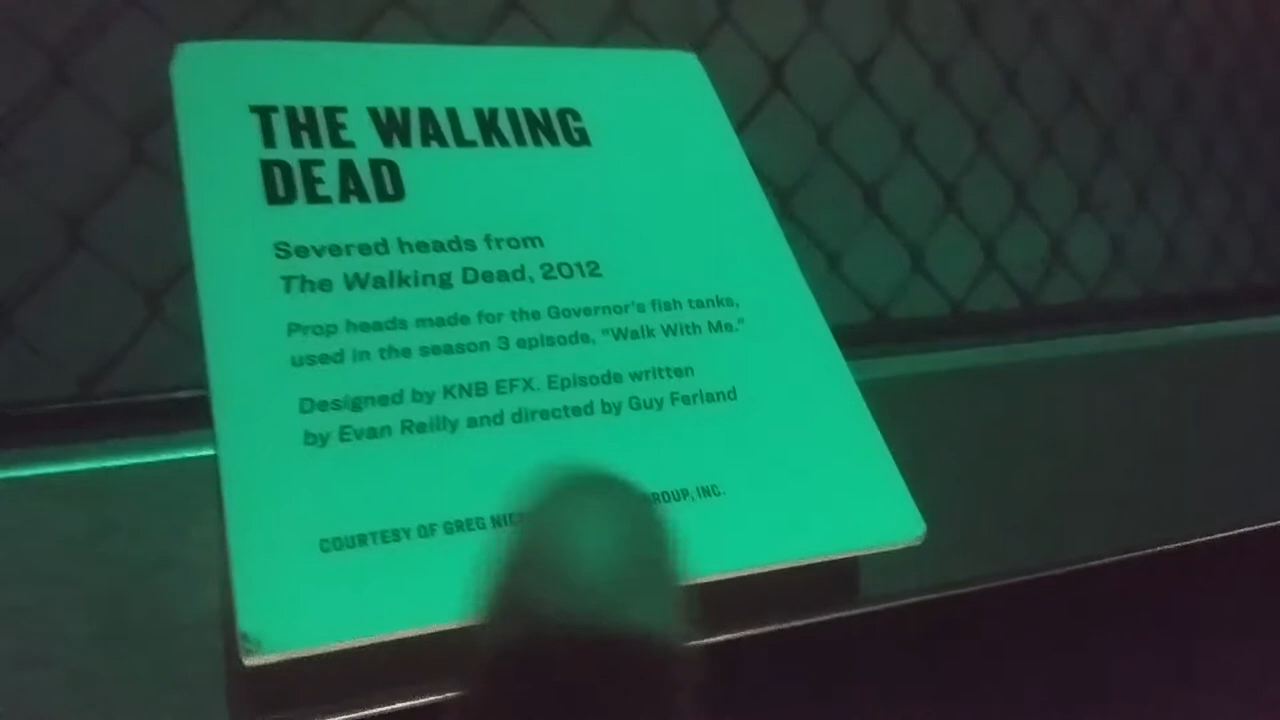 THE WALKING
DEAD
Severed heads from
The Walking Dead, 2012
Prop heads made for the Governor's fish tanks,
used in the season 3 episode, "Walk With Me."
Designed by KNB EFX. Episode written
by Evan Reilly and directed by Guy Ferland
COURTESY OF GREG INC.